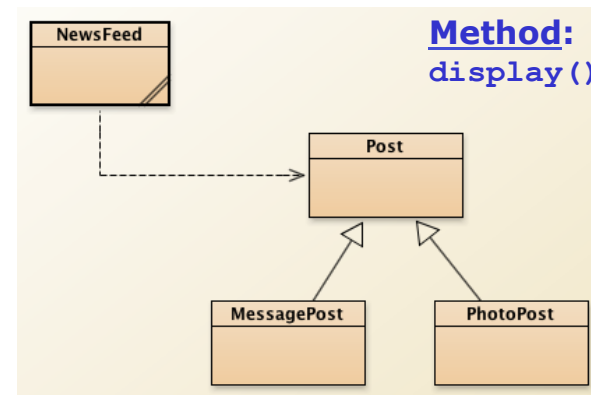 NewsFeed
Method:
display()
Post
MessagePost
PhotoPost